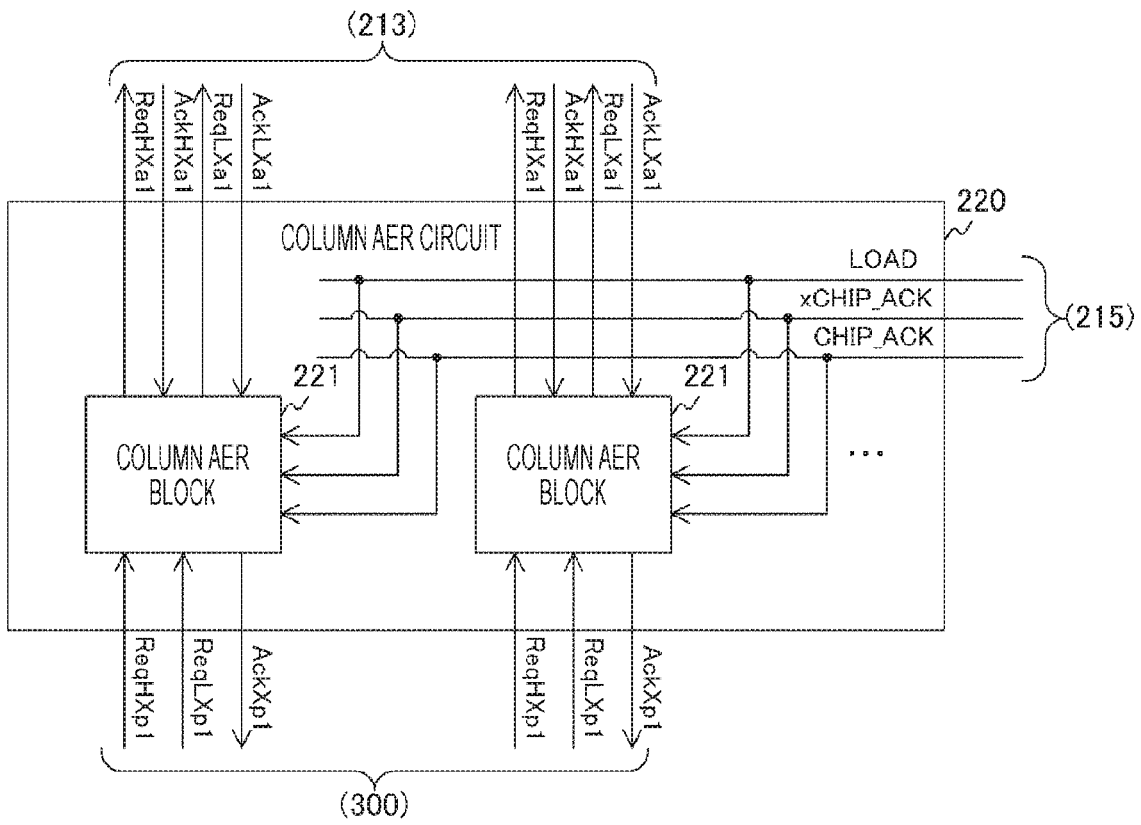 (213)
ReqHXa1
AckHXa1
ReqLXa1
AckLXa1
ReqHXa1
AckHXa1
ReqLXa1
AckLXa1
220
COLUMN AER CIRCUIT
LOAD
xCHIP_ACK
CHIP_ACK
(215)
221
221
COLUMN AER
BLOCK
COLUMN AER
BLOCK
...
ReqHXp1
ReqLXp1
AckXp1
ReqHXp1
ReqLXp1
AckXp1
(300)